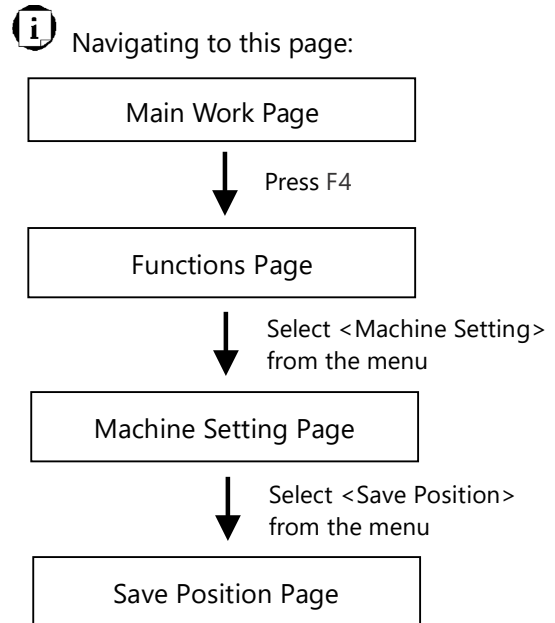 i
Navigating to this page:
Main Work Page
Press F4
Functions Page
Select <Machine Setting>
from the menu
Machine Setting Page
Select <Save Position>
from the menu
Save Position Page